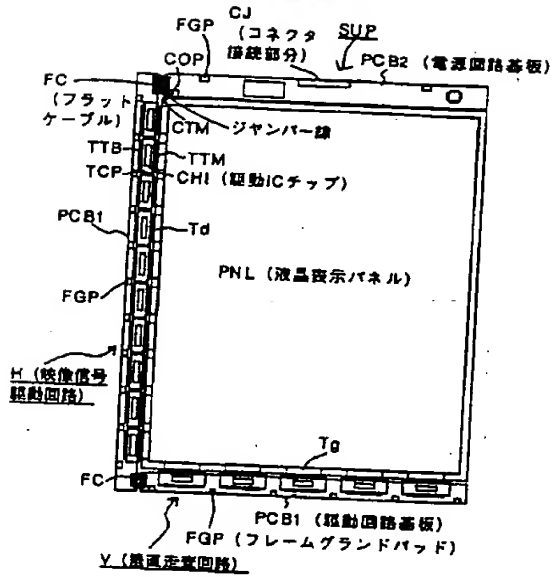 CJ
FGP
(コネクタ
接続部分)
SUP
PCB2 (電源回路基板)
COP
FC
(フラット
ケーブル)
CTM
ジャンパー線
TTB
TTM
TCP
CHI (駆動ICチップ)
PCB1
Td
PNL (液晶表示パネル)
FGP
H (映像信号
駆動回路)
Tg
FC
PCB1 (駆動回路基板)
FGP (フレームグランドパッド)
V (垂直走査回路)